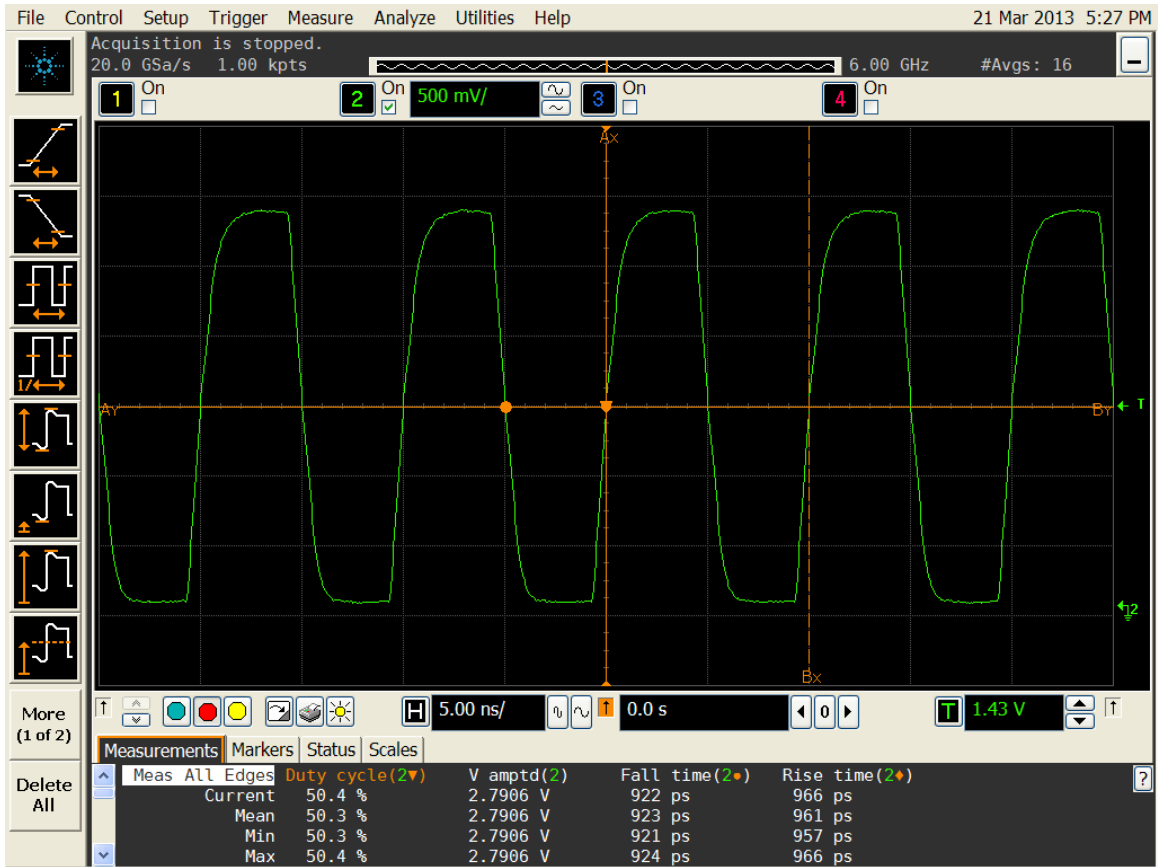 File Control Setup Trigger Measure Analyze Utilities Help 21 Mar 2013 5:27 PM
Acquisition is stopped.
20.0 GSa/s 1.00 kpts 6.00 GHz #Avgs: 16
1 On 2 On 500 mV/ 3 On 4 On
Ax
AY BY T
2
Bx
1/
More
(1 of 2)
Delete
All
H 5.00 ns/ 0.0 s 0 T 1.43 V
Measurements Markers Status Scales
Meas All Edges Duty cycle(2▼) V amptd(2) Fall time(2●) Rise time(2♦) ?
Current 50.4 % 2.7906 V 922 ps 966 ps
Mean 50.3 % 2.7906 V 923 ps 961 ps
Min 50.3 % 2.7906 V 921 ps 957 ps
Max 50.4 % 2.7906 V 924 ps 966 ps